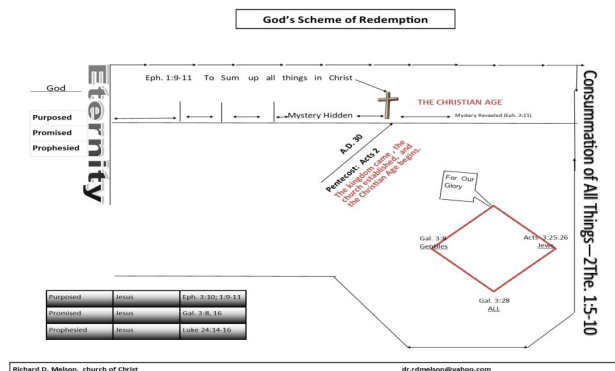 God's Scheme of Redemption
Eph. 1:9-11 To Sum up all things in Christ
God
Eternity
Purposed
Promised
Prophesied
Mystery Hidden
THE CHRISTIAN AGE
Mystery Revealed (Eph. 3:11)
A.D. 30
Pentecost: Acts 2
The kingdom came, the
church established, and
the Christian Age begins.
Consummation of All Things—2The. 1:5-10
For Our
Glory
Gal. 3:8
Gentiles
Acts 3:25.26
Jews
Gal. 3:28
ALL
Purposed Jesus Eph. 3:10; 1:9-11
Promised Jesus Gal. 3:8, 16
Prophesied Jesus Luke 24:14-16
Richard D. Melson, church of Christ dr.rdmelson@yahoo.com